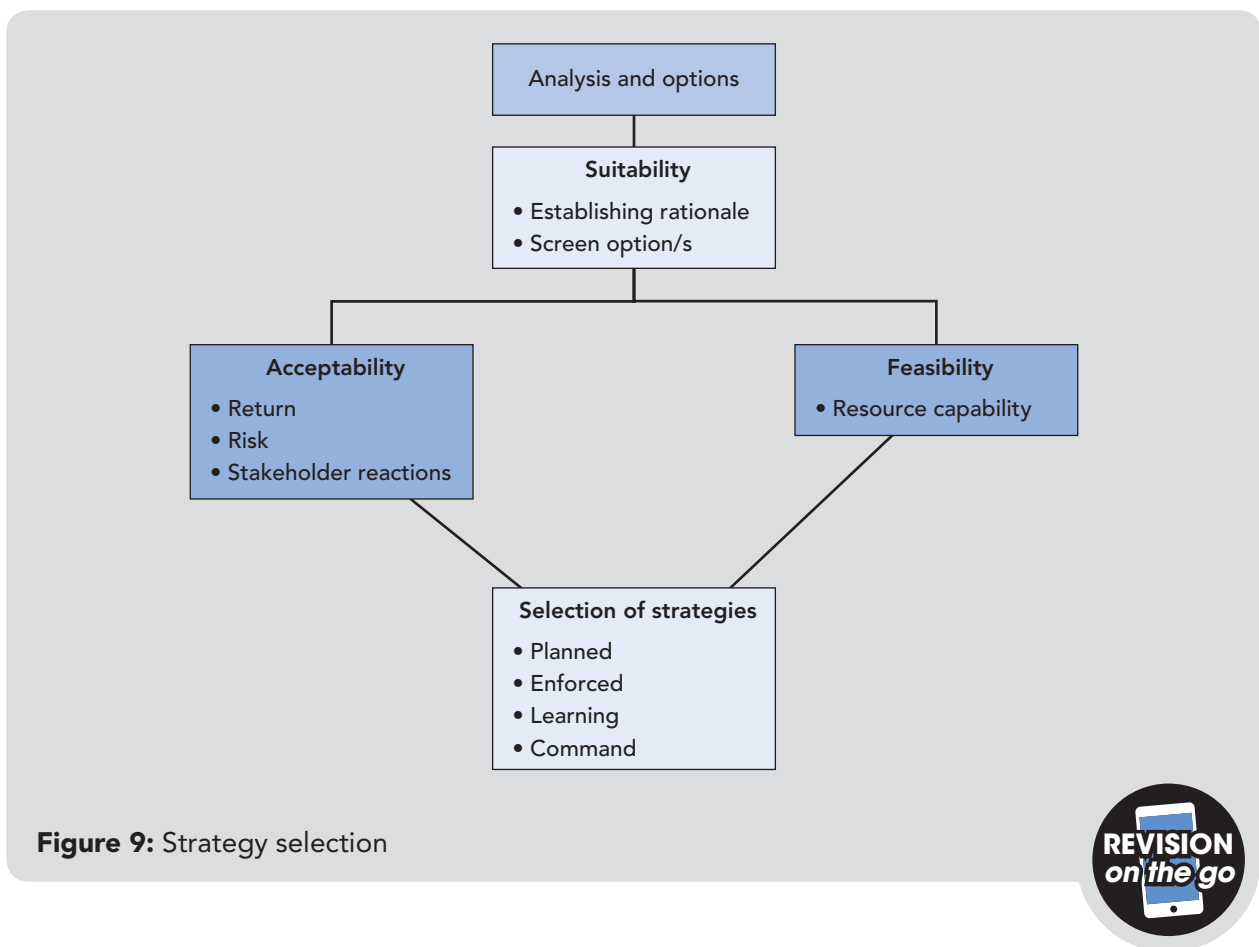 Analysis and options
Suitability
• Establishing rationale
• Screen option/s
Acceptability
• Return
• Risk
• Stakeholder reactions
Feasibility
• Resource capability
Selection of strategies
• Planned
• Enforced
• Learning
• Command
Figure 9: Strategy selection
REVISION
on the go